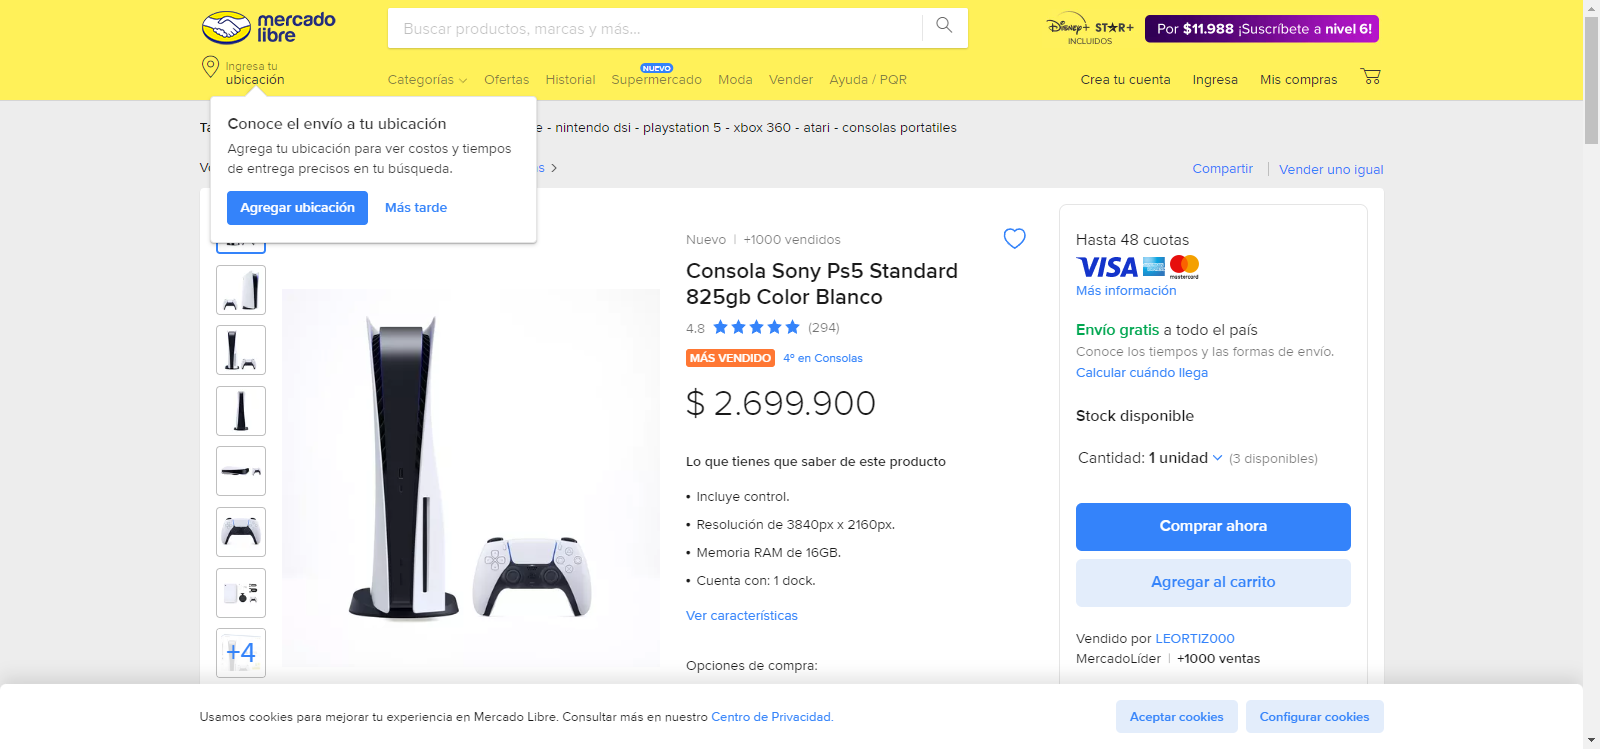 mercado
libre
Buscar productos, marcas y más...
Disney+ STAR+
INCLUIDOS
Por $11.988 ¡Suscríbete a nivel 6!
Ingresa tu
ubicación
Categorías
Ofertas
Historial
NUEVO
Supermercado
Moda
Vender
Ayuda / PQR
Crea tu cuenta
Ingresa
Mis compras
Conoce el envío a tu ubicación
Agrega tu ubicación para ver costos y tiempos
de entrega precisos en tu búsqueda.
Agregar ubicación
Más tarde
- nintendo dsi - playstation 5 - xbox 360 - atari - consolas portatiles
Compartir
Vender uno igual
+4
Nuevo | +1000 vendidos
Consola Sony Ps5 Standard
825gb Color Blanco
4.8 (294)
MÁS VENDIDO 4º en Consolas
$ 2.699.900
Lo que tienes que saber de este producto
• Incluye control.
• Resolución de 3840px x 2160px.
• Memoria RAM de 16GB.
• Cuenta con: 1 dock.
Ver características
Opciones de compra:
Hasta 48 cuotas
VISA
mastercard
Más información
Envío gratis a todo el país
Conoce los tiempos y las formas de envío.
Calcular cuándo llega
Stock disponible
Cantidad: 1 unidad (3 disponibles)
Comprar ahora
Agregar al carrito
Vendido por LEORTIZ000
MercadoLíder | +1000 ventas
Usamos cookies para mejorar tu experiencia en Mercado Libre. Consultar más en nuestro Centro de Privacidad.
Aceptar cookies
Configurar cookies